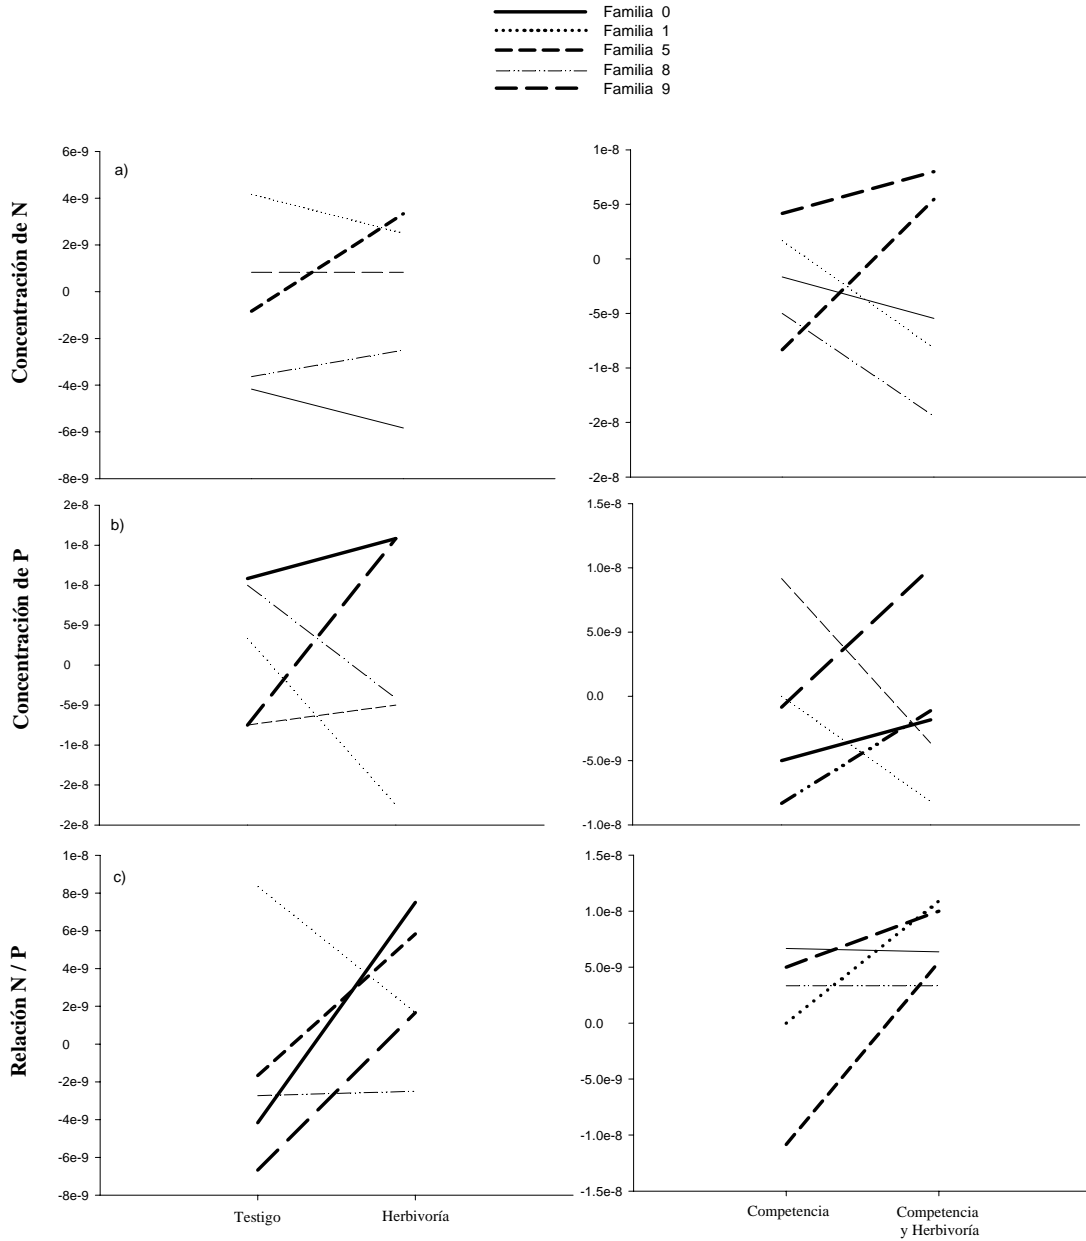 Familia 0
Familia 1
Familia 5
Familia 8
Familia 9
Concentración de N
a)
6e-9
4e-9
2e-9
0
-2e-9
-4e-9
-6e-9
-8e-9
1e-8
5e-9
0
-5e-9
-1e-8
-2e-8
-2e-8
Concentración de P
b)
2e-8
1e-8
1e-8
5e-9
0
-5e-9
-1e-8
-2e-8
-2e-8
1.5e-8
1.0e-8
5.0e-9
0.0
-5.0e-9
-1.0e-8
Relación N / P
c)
1e-8
8e-9
6e-9
4e-9
2e-9
0
-2e-9
-4e-9
-6e-9
-8e-9
Testigo
Herbivoría
1.5e-8
1.0e-8
5.0e-9
0.0
-5.0e-9
-1.0e-8
-1.5e-8
Competencia
Competencia
y Herbivoría